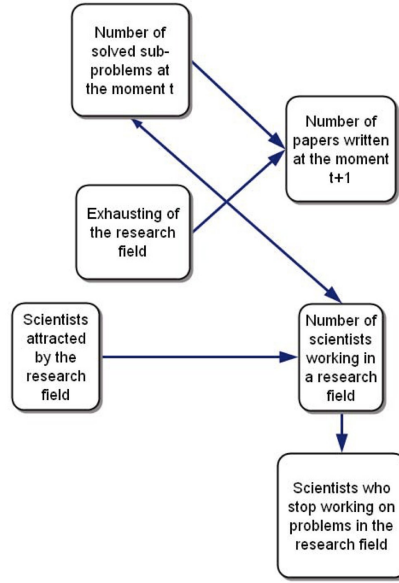 Number of
solved sub-
problems at
the moment t
Number of
papers written
at the moment
t+1
Exhausting of
the research
field
Scientists
attracted
by the
research
field
Number of
scientists
working in
a research
field
Scientists who
stop working on
problems in the
research field